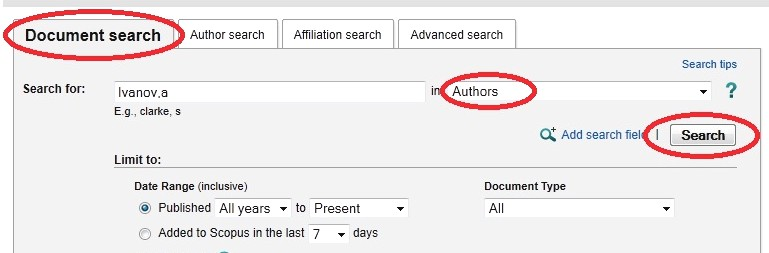 Document search Author search Affiliation search Advanced search
Search tips
Search for: Ivanov,a in Authors ?
E.g., clarke, s
Add search field | Search
Limit to:
Date Range (inclusive) Document Type
Published All years to Present All
Added to Scopus in the last 7 days